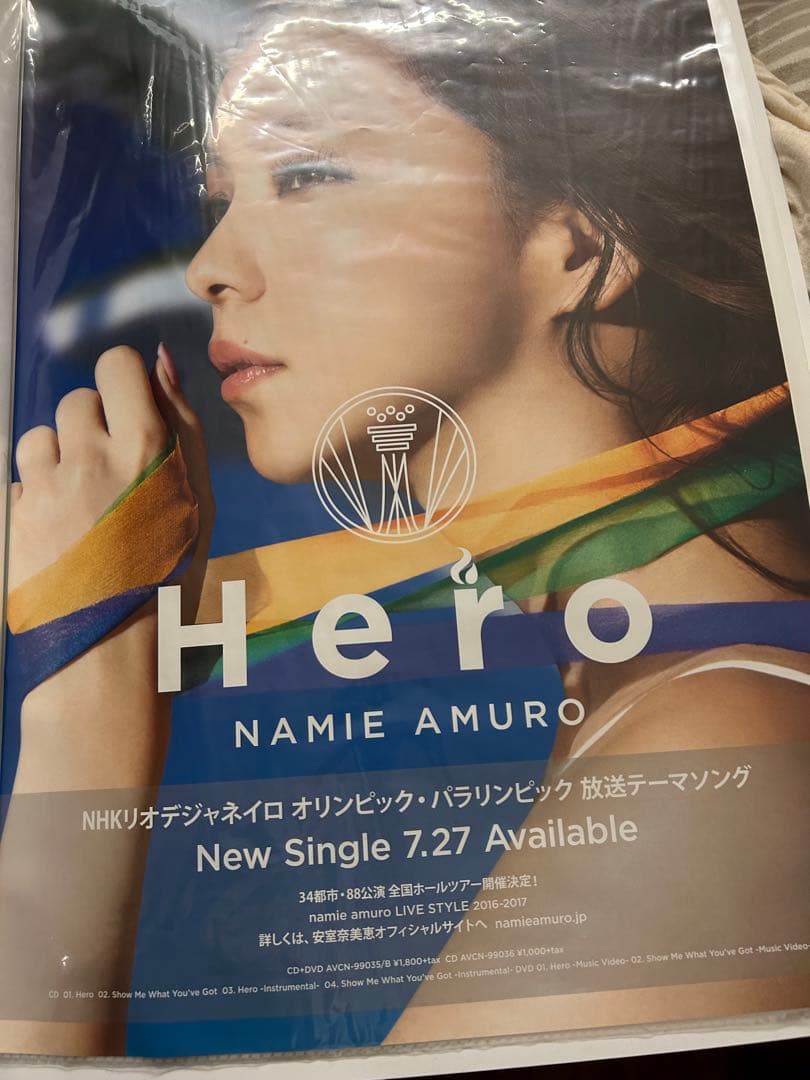 Hero
NAMIE AMURO
NHKリオデジャネイロ オリンピック・パラリンピック 放送テーマソング
New Single 7.27 Available
34都市・88公演 全国ホールツアー開催決定！
namie amuro LIVE STYLE 2016-2017
詳しくは、安室奈美恵オフィシャルサイトへ namieamuro.jp
CD+DVD AVCN-99035/B ¥1,800+tax CD AVCN-99036 ¥1,000+tax
CD 01. Hero 02. Show Me What You've Got 03. Hero -Instrumental- 04. Show Me What You've Got -Instrumental- DVD 01. Hero -Music Video- 02. Show Me What You've Got -Music Video-